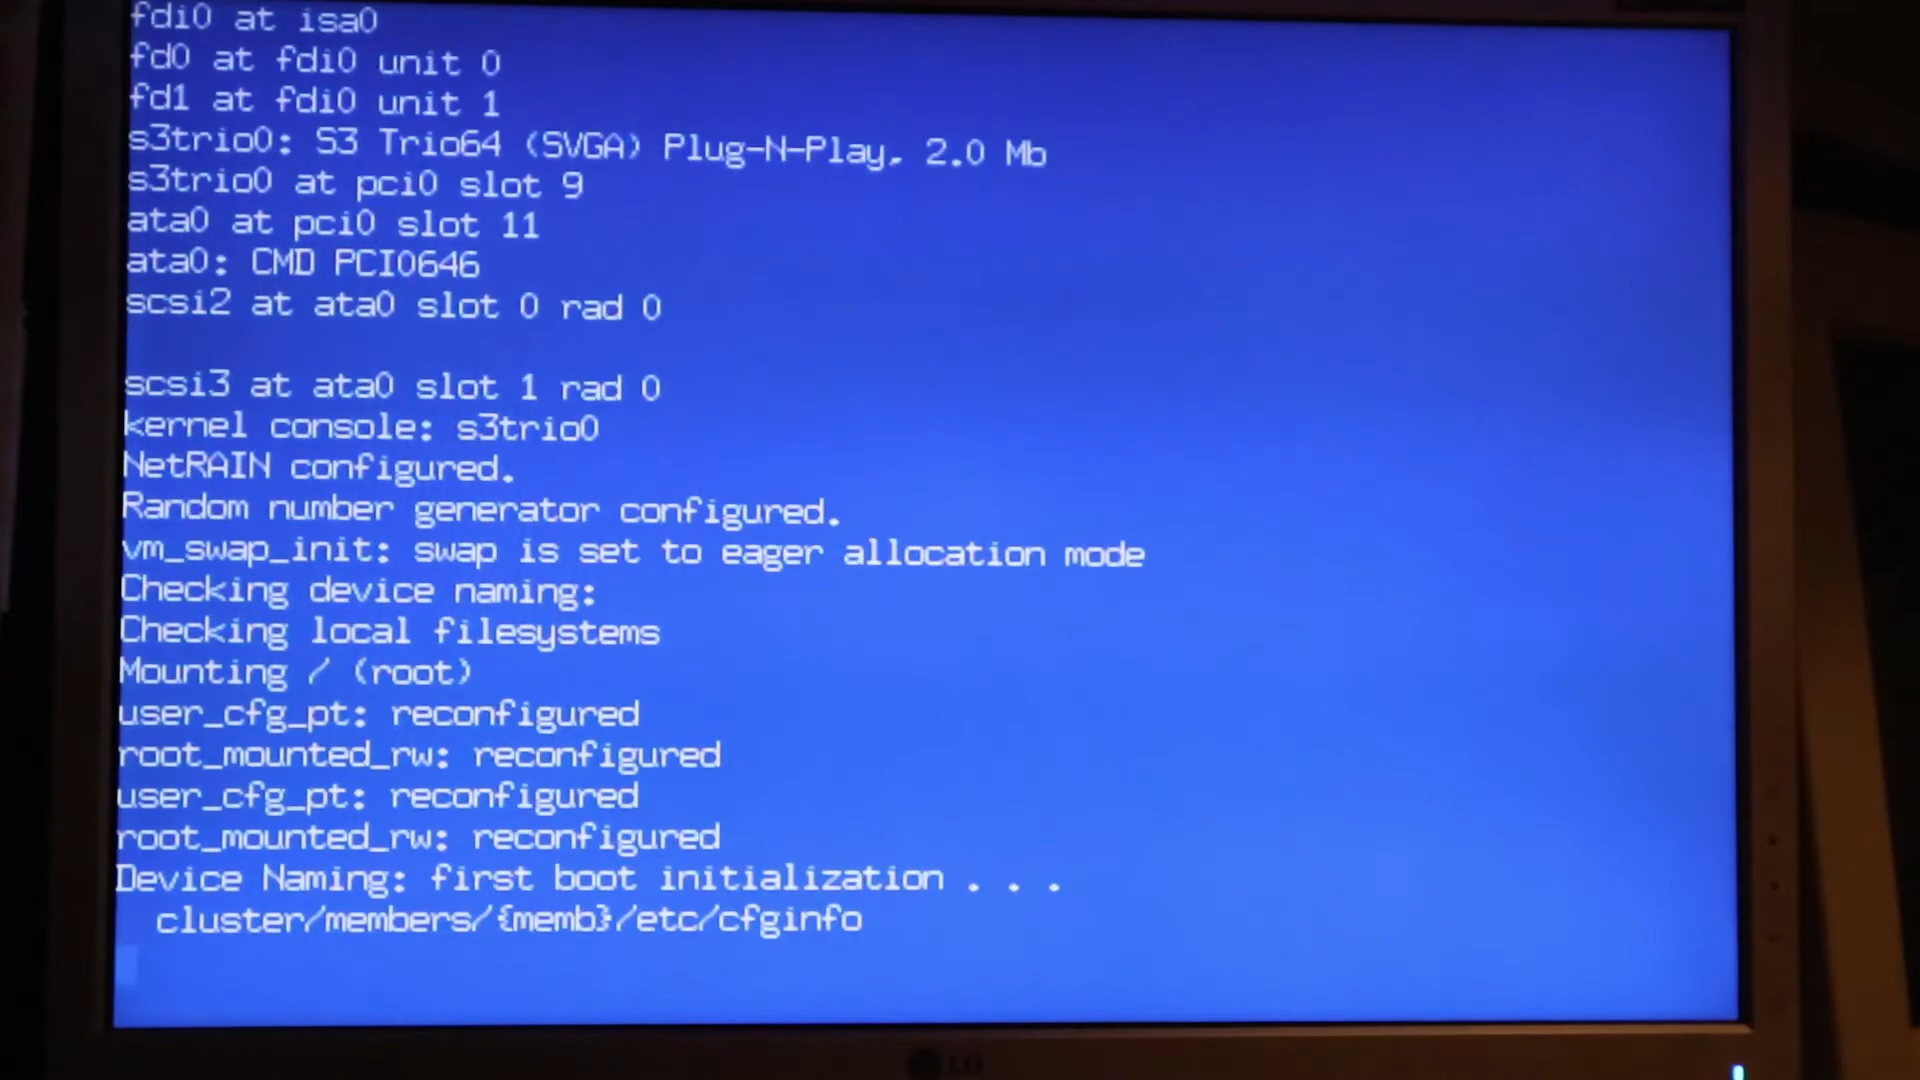 fdi0 at isa0
fd0 at fdi0 unit 0
fd1 at fdi0 unit 1
s3trio0: S3 Trio64 (SVGA) Plug-N-Play, 2.0 Mb
s3trio0 at pci0 slot 9
ata0 at pci0 slot 11
ata0: CMD PCI0646
scsi2 at ata0 slot 0 rad 0
scsi3 at ata0 slot 1 rad 0
kernel console: s3trio0
NetRAIN configured.
Random number generator configured.
vm_swap_init: swap is set to eager allocation mode
Checking device naming:
Checking local filesystems
Mounting / (root)
user_cfg_pt: reconfigured
root_mounted_rw: reconfigured
user_cfg_pt: reconfigured
root_mounted_rw: reconfigured
Device Naming: first boot initialization . . .
cluster/members/{memb}/etc/cfginfo
LG